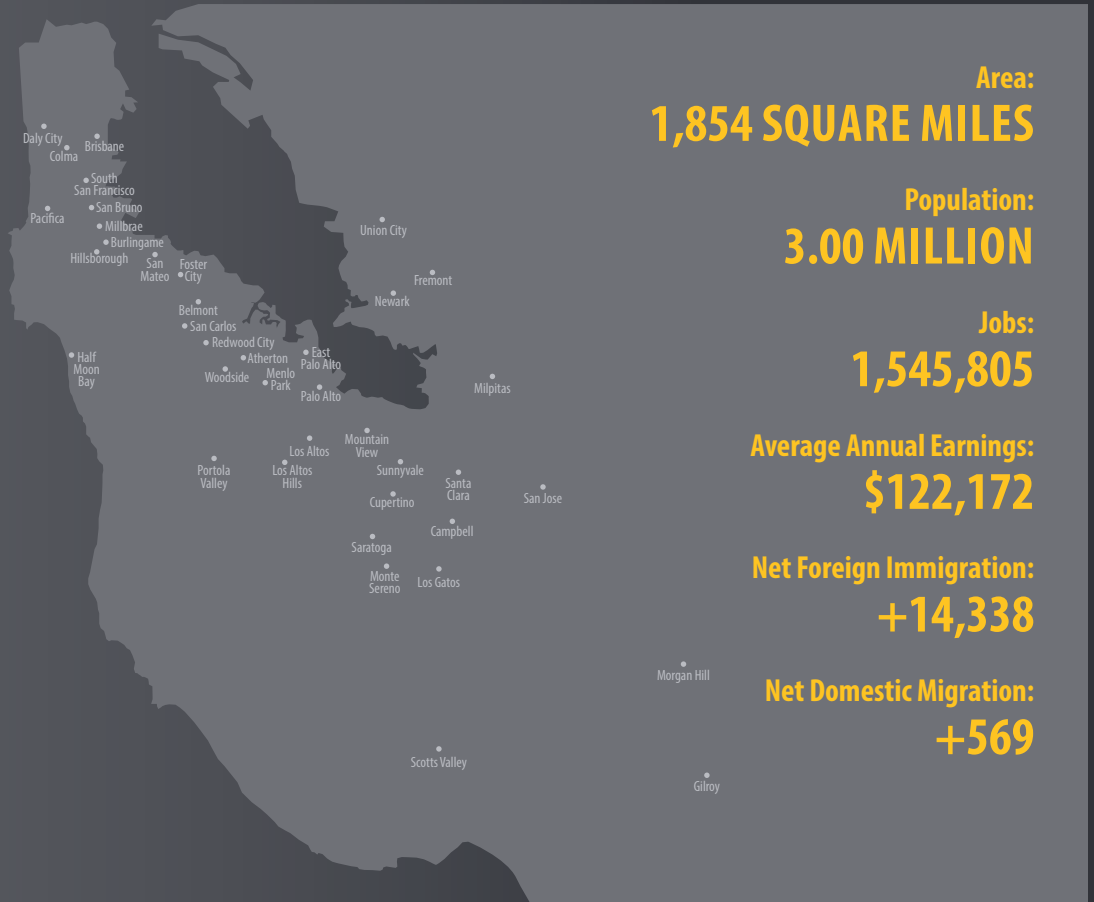 Area:
1,854 SQUARE MILES
Population:
3.00 MILLION
Jobs:
1,545,805
Average Annual Earnings:
$122,172
Net Foreign Immigration:
+14,338
Net Domestic Migration:
+569
Daly City
Colma
Brisbane
South
San Francisco
Pacifica
San Bruno
Millbrae
Burlingame
Hillsborough
San
Mateo
Foster
City
Union City
Fremont
Newark
Belmont
San Carlos
Redwood City
Half
Moon
Bay
Atherton
Woodside
Menlo
Park
East
Palo Alto
Palo Alto
Milpitas
Mountain
View
Los Altos
Portola
Valley
Los Altos
Hills
Sunnyvale
Santa
Clara
San Jose
Cupertino
Campbell
Saratoga
Monte
Sereno
Los Gatos
Morgan Hill
Scotts Valley
Gilroy